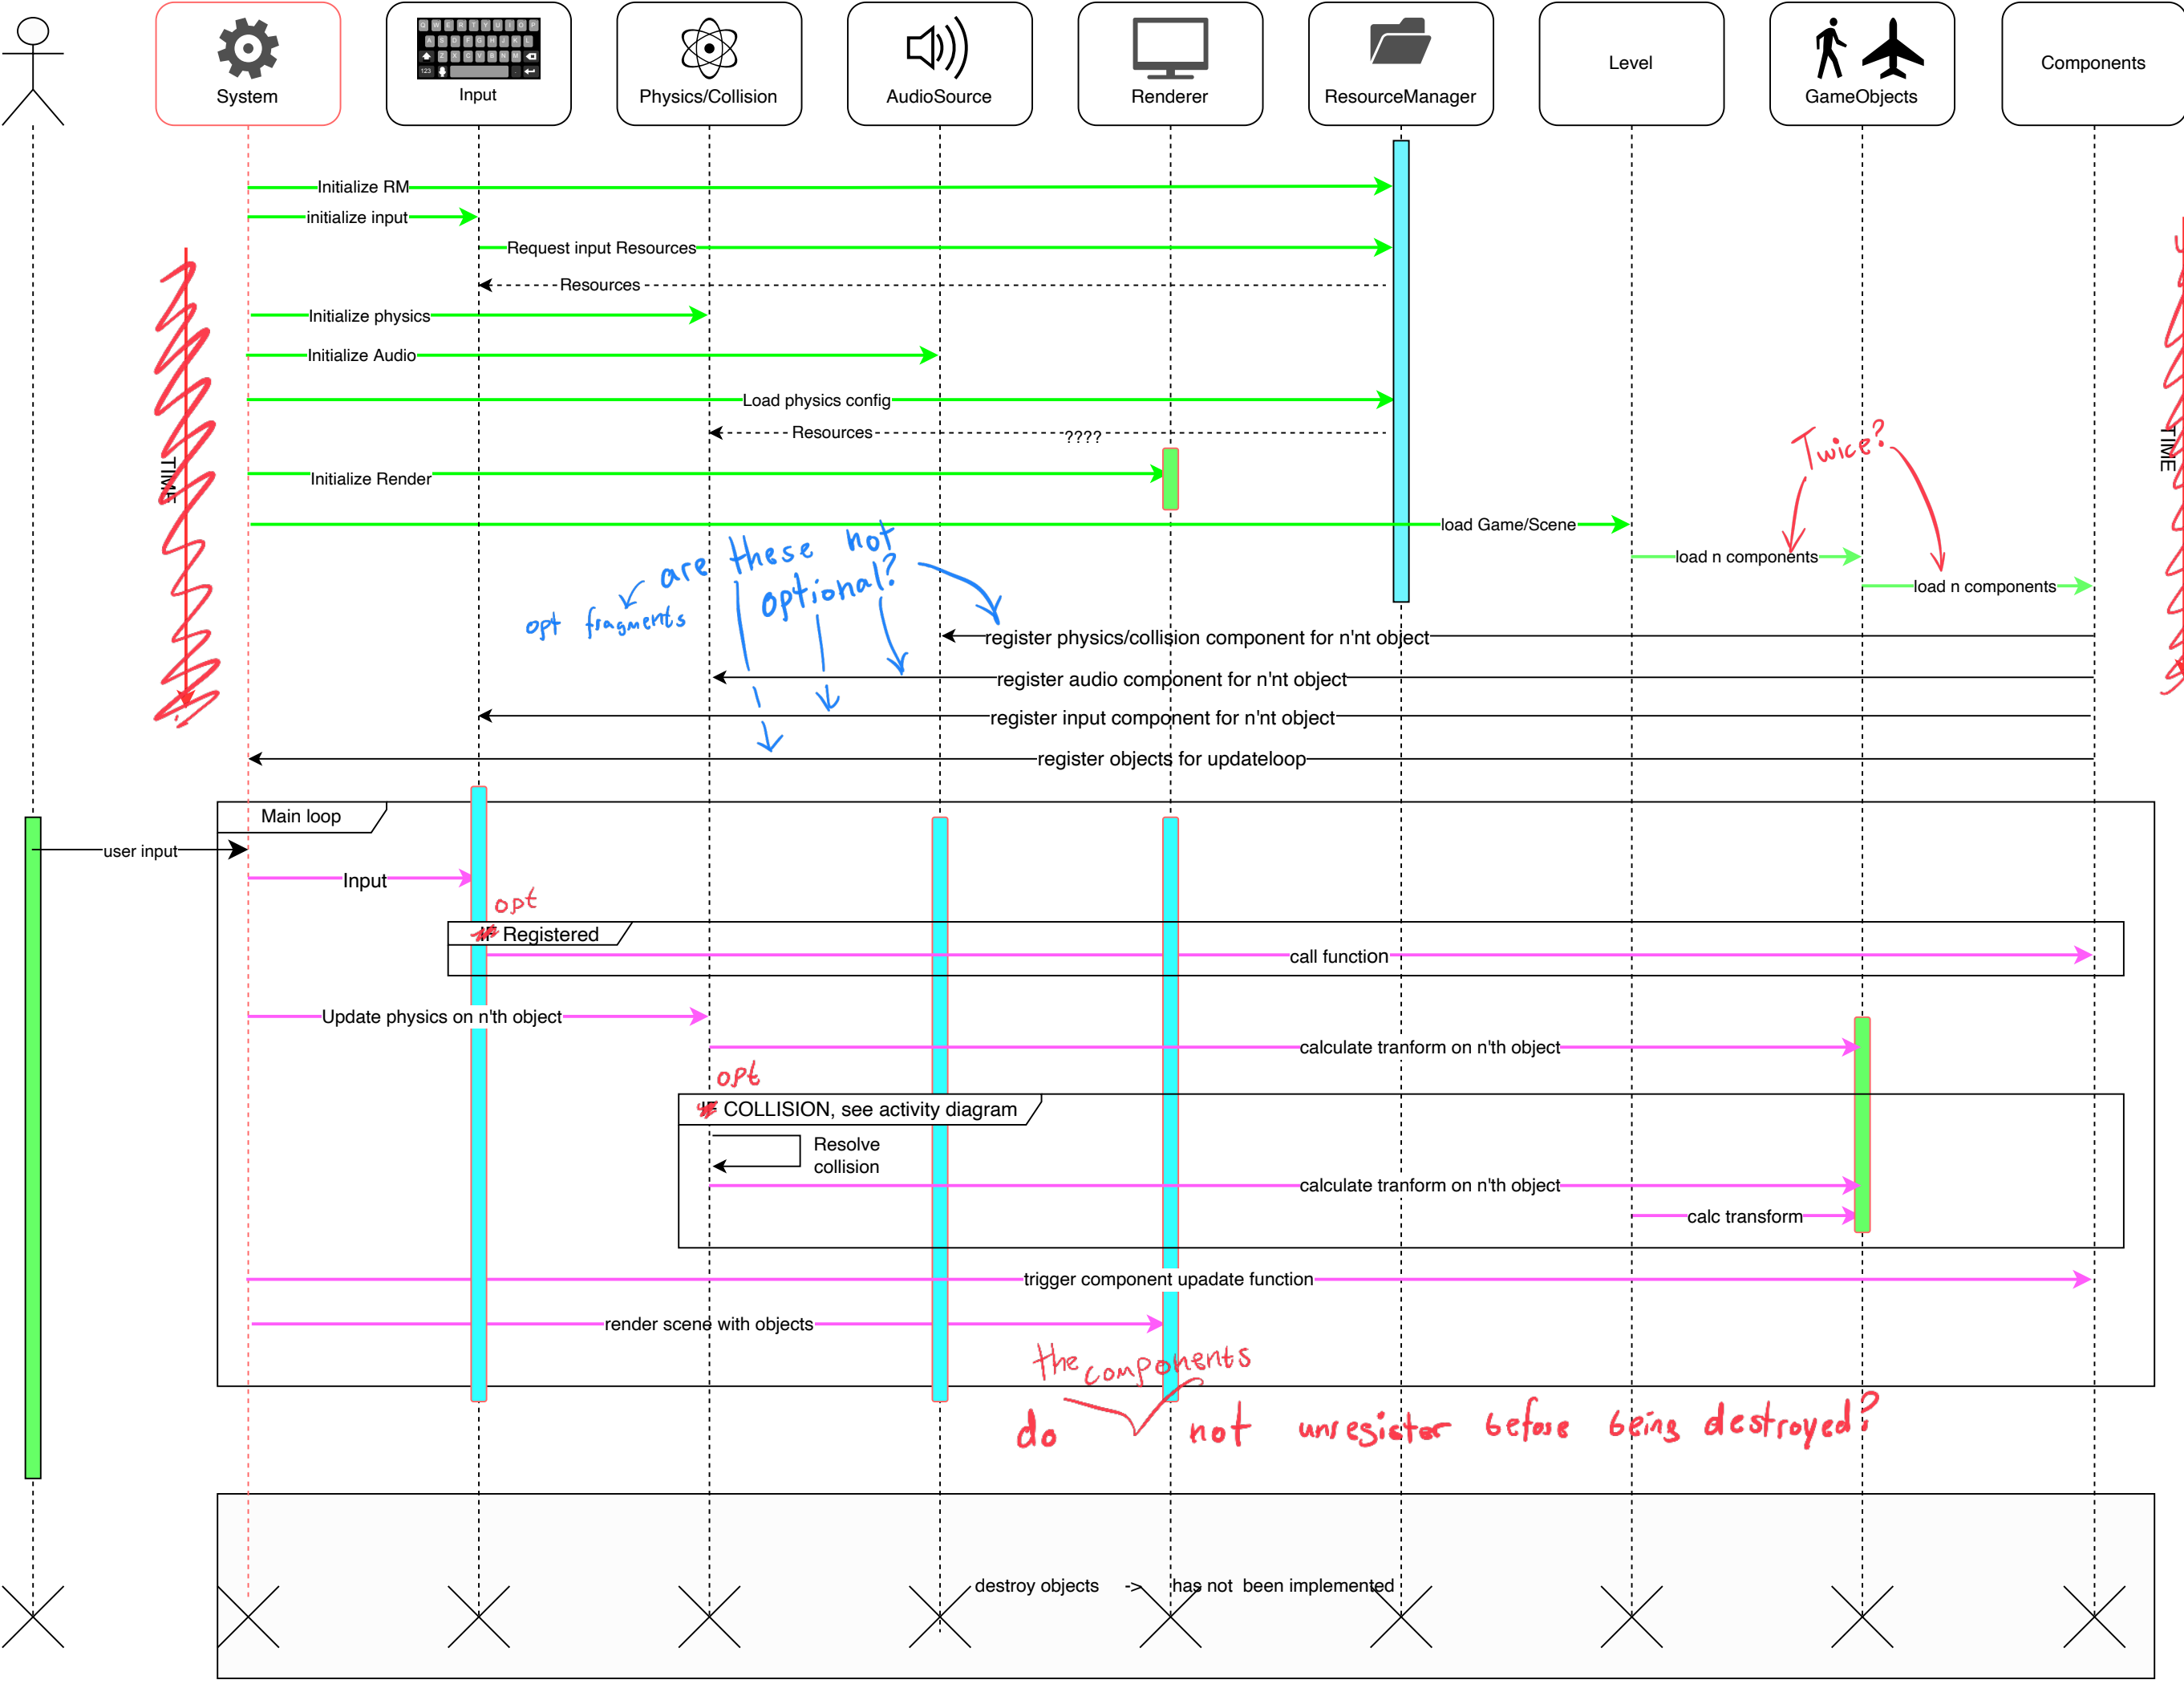 System
Input
Physics/Collision
AudioSource
Renderer
ResourceManager
Level
GameObjects
Components
Q W E R T Y U I O P
A S D F G H J K L
Z X C V B N M
123
Initialize RM
initialize input
Request input Resources
Resources
Initialize physics
Initialize Audio
Load physics config
Resources
????
Initialize Render
TIME
TIME
Twice?
load Game/Scene
load n components
load n components
are these not
optional?
opt fragments
register physics/collision component for n'nt object
register audio component for n'nt object
register input component for n'nt object
register objects for updateloop
Main loop
user input
Input
opt
IF Registered
call function
Update physics on n'th object
calculate tranform on n'th object
opt
IF COLLISION, see activity diagram
Resolve
collision
calculate tranform on n'th object
calc transform
trigger component upadate function
render scene with objects
the components
do not unregister before being destroyed?
destroy objects -> has not been implemented